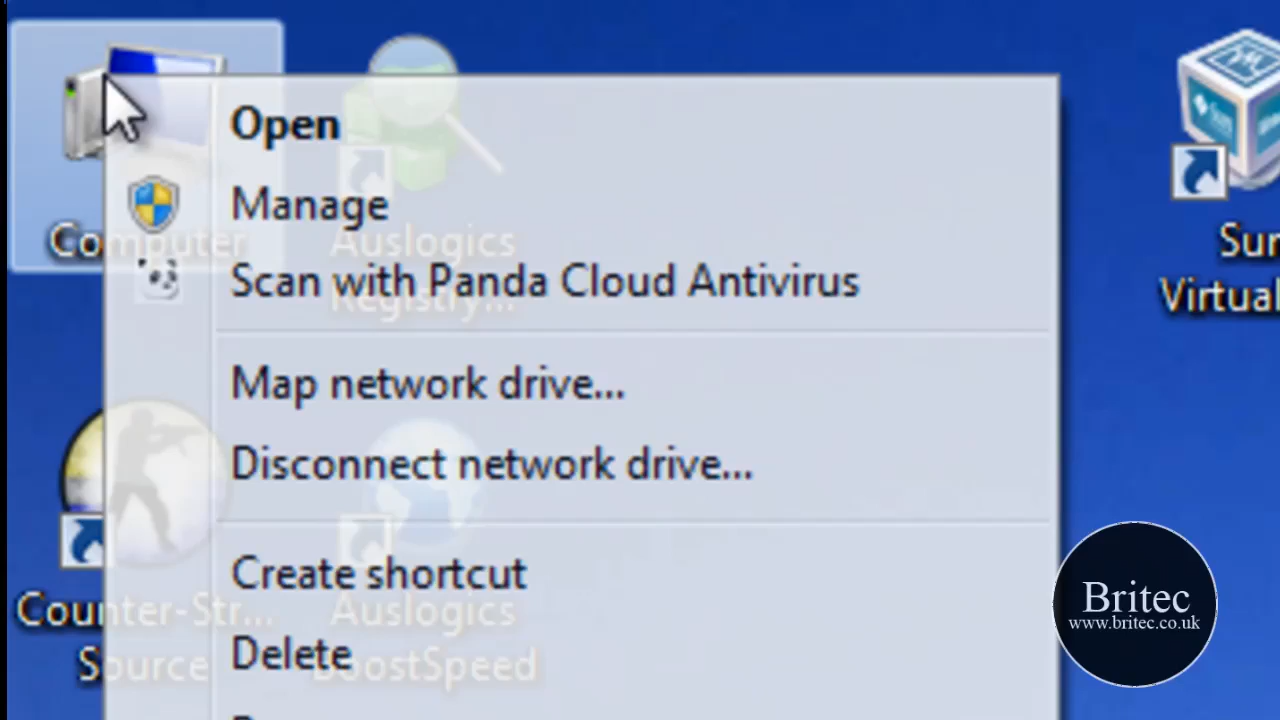 Open
Manage
Scan with Panda Cloud Antivirus
Map network drive...
Disconnect network drive...
Create shortcut
Delete
Computer
Auslogics
Registry...
Counter-Str...
Source
Auslogics
BoostSpeed
Sun
Virtual
Britec
www.britec.co.uk